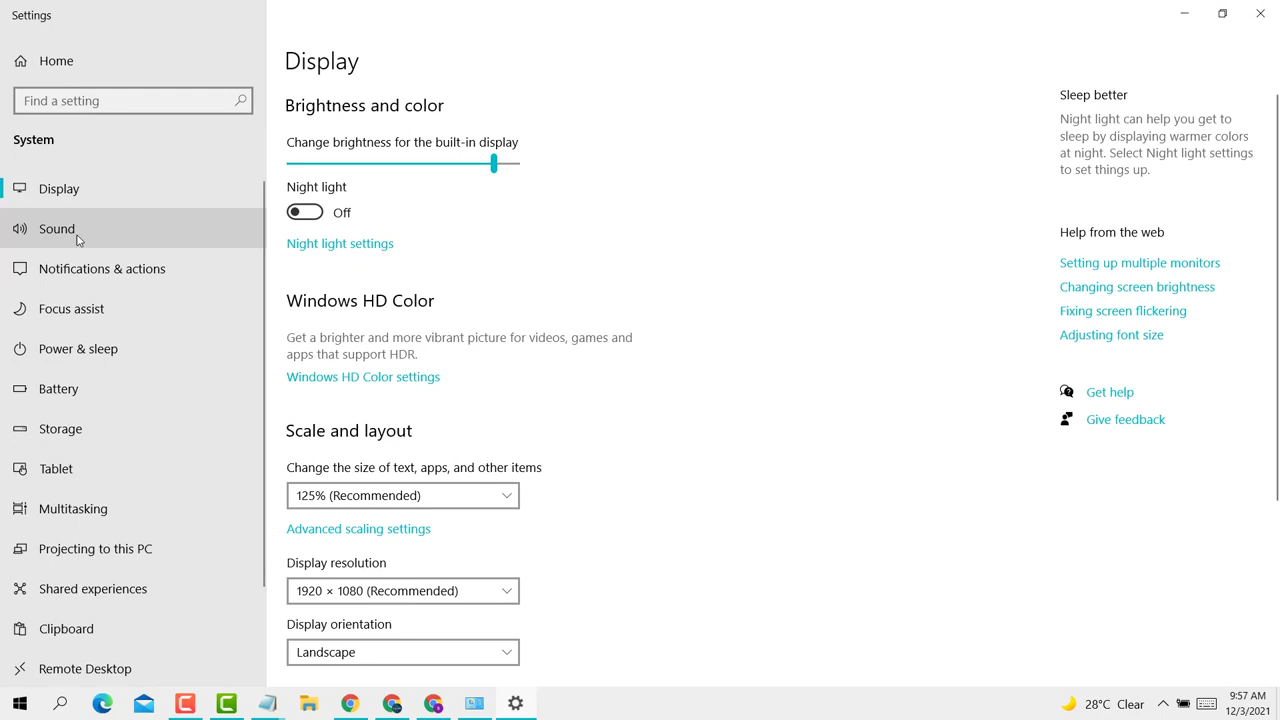 Settings
Home
Find a setting
System
Display
Sound
Notifications & actions
Focus assist
Power & sleep
Battery
Storage
Tablet
Multitasking
Projecting to this PC
Shared experiences
Clipboard
Remote Desktop
Display
Brightness and color
Change brightness for the built-in display
Night light
Off
Night light settings
Windows HD Color
Get a brighter and more vibrant picture for videos, games and
apps that support HDR.
Windows HD Color settings
Scale and layout
Change the size of text, apps, and other items
125% (Recommended)
Advanced scaling settings
Display resolution
1920 × 1080 (Recommended)
Display orientation
Landscape
Sleep better
Night light can help you get to
sleep by displaying warmer colors
at night. Select Night light settings
to set things up.
Help from the web
Setting up multiple monitors
Changing screen brightness
Fixing screen flickering
Adjusting font size
Get help
Give feedback
28°C Clear
9:57 AM
12/3/2021